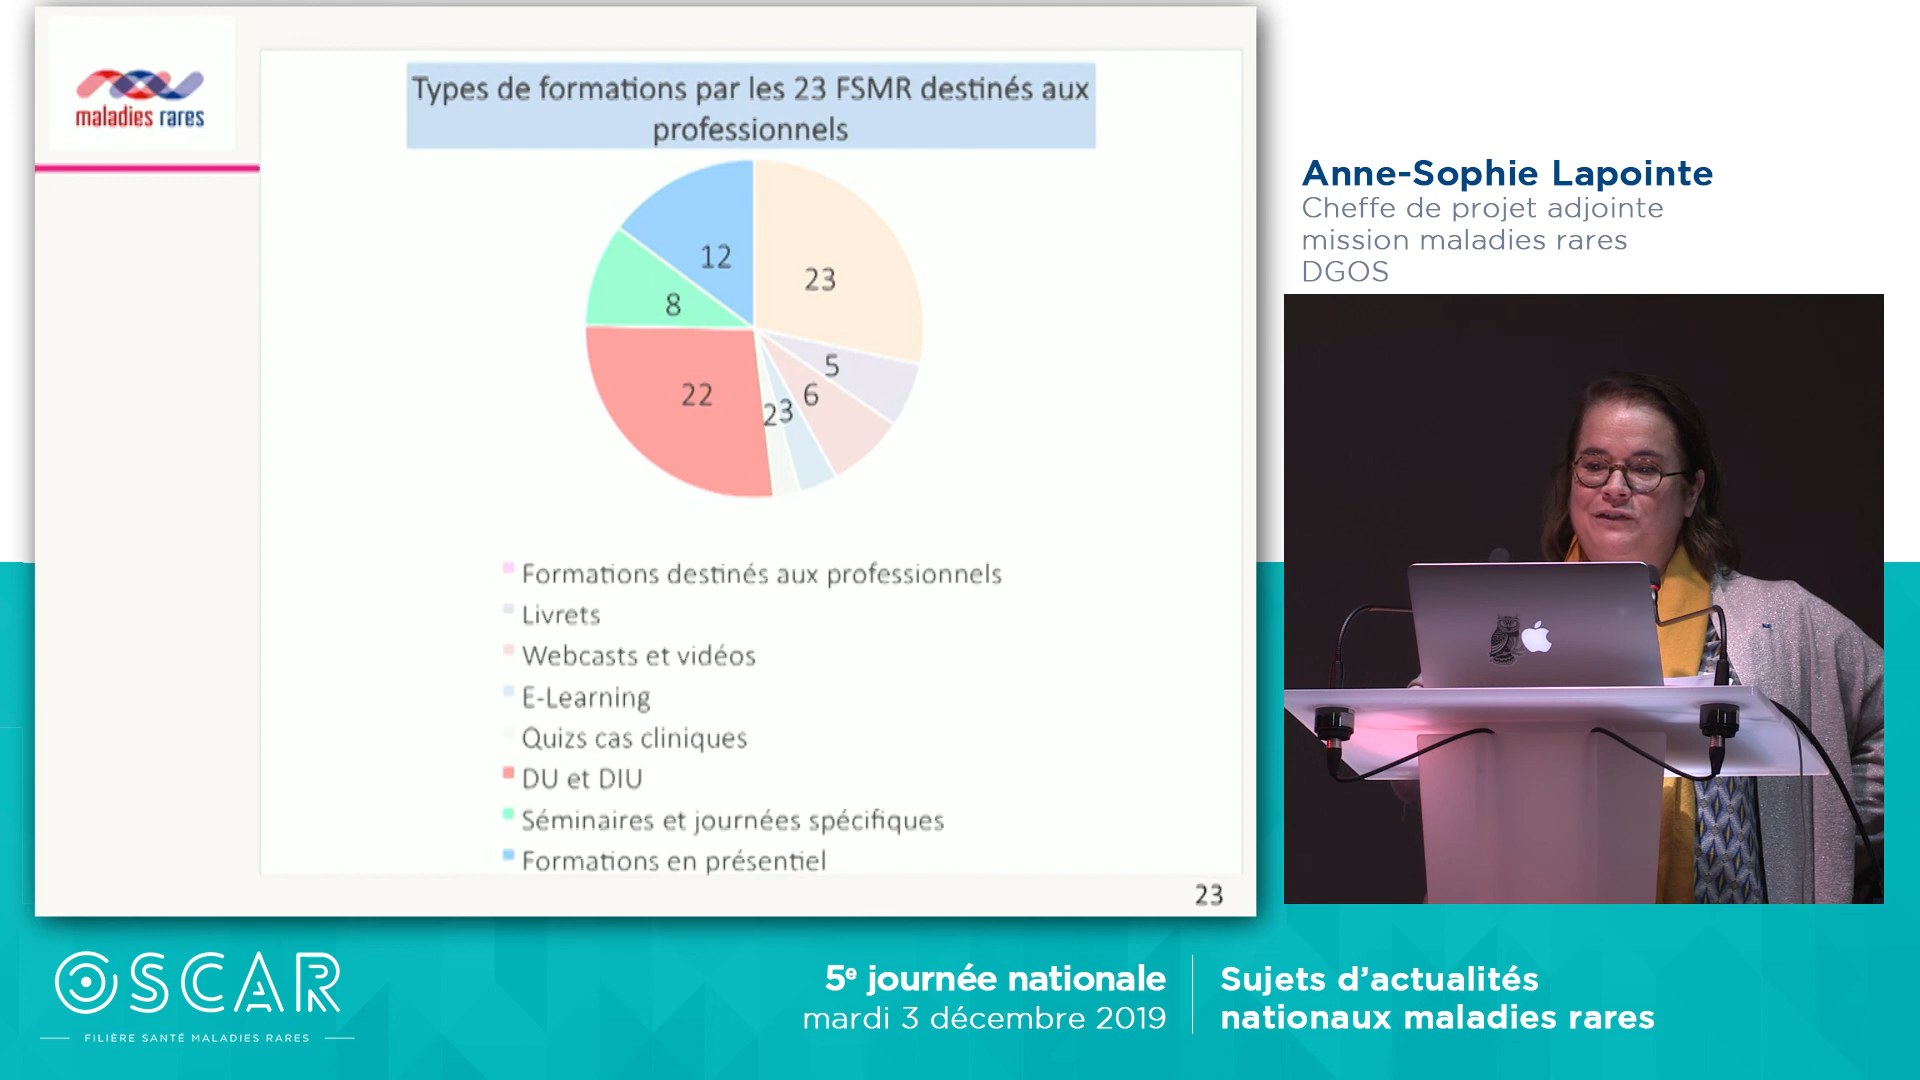 maladies rares
Types de formations par les 23 FSMR destinés aux
professionnels
12
23
8
5
6
22
23
Formations destinés aux professionnels
Livrets
Webcasts et vidéos
E-Learning
Quizs cas cliniques
DU et DIU
Séminaires et journées spécifiques
Formations en présentiel
23
Anne-Sophie Lapointe
Cheffe de projet adjointe
mission maladies rares
DGOS
OSCAR
FILIÈRE SANTÉ MALADIES RARES
5e journée nationale
mardi 3 décembre 2019
Sujets d’actualités
nationaux maladies rares